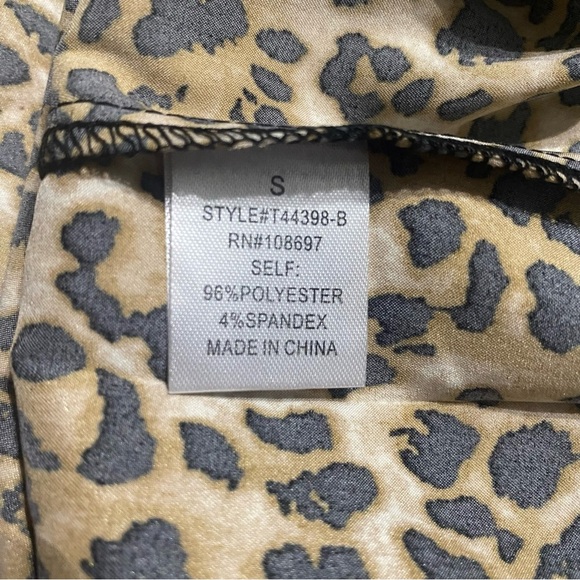 S
STYLE#T44398-B
RN#108697
SELF:
96%POLYESTER
4%SPANDEX
MADE IN CHINA